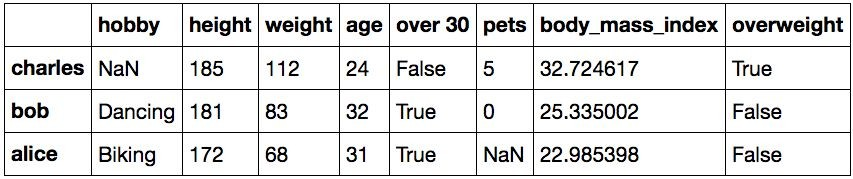 hobby height weight age over 30 pets body_mass_index overweight
charles NaN 185 112 24 False 5 32.724617 True
bob Dancing 181 83 32 True 0 25.335002 False
alice Biking 172 68 31 True NaN 22.985398 False